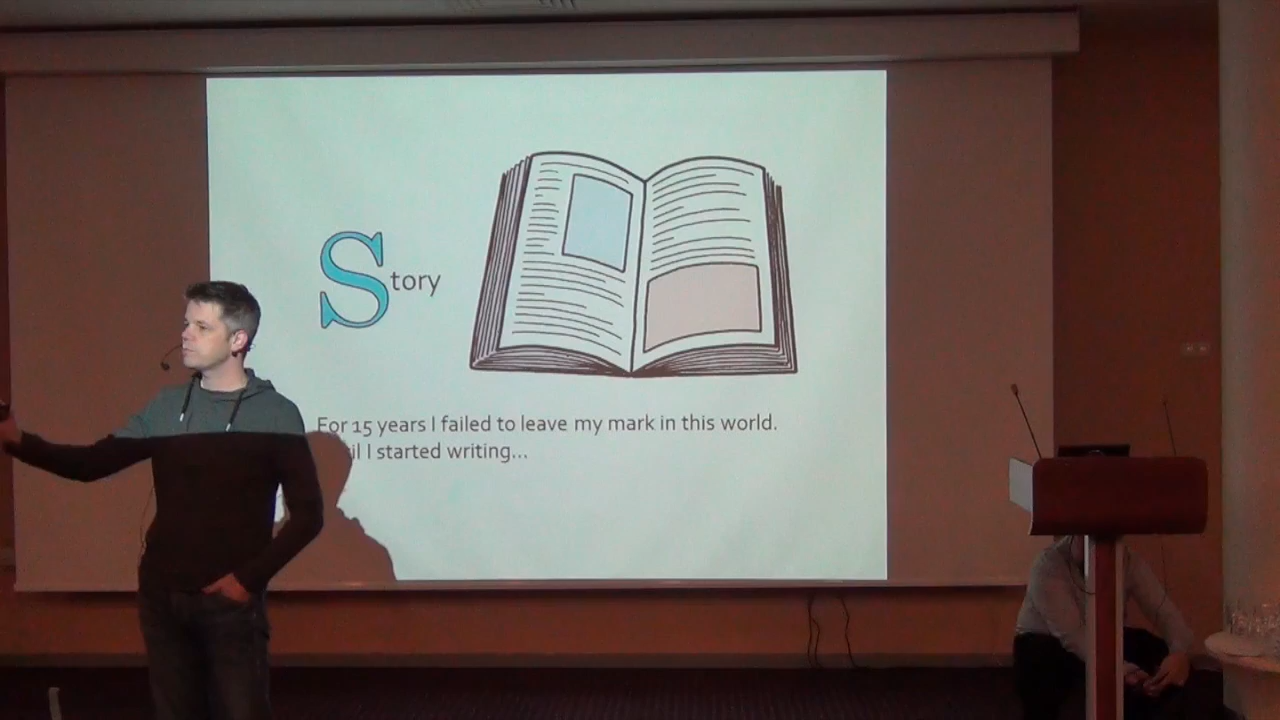 Story
For 15 years I failed to leave my mark in this world.
I started writing...